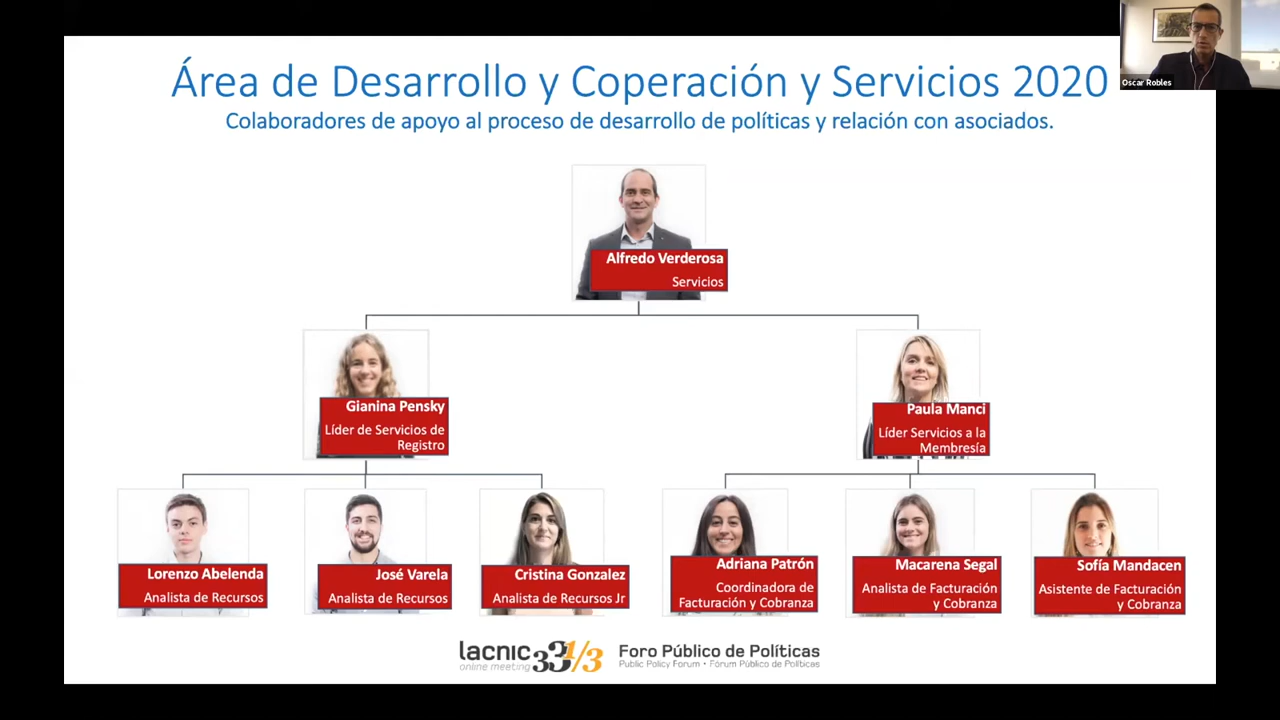 Oscar Robles
Área de Desarrollo y Coperación y Servicios 2020
Colaboradores de apoyo al proceso de desarrollo de políticas y relación con asociados.
Alfredo Verderosa
Servicios
Gianina Pensky
Líder de Servicios de
Registro
Paula Manci
Líder Servicios a la
Membresía
Lorenzo Abelenda
Analista de Recursos
José Varela
Analista de Recursos
Cristina Gonzalez
Analista de Recursos Jr
Adriana Patrón
Coordinadora de
Facturación y Cobranza
Macarena Segal
Analista de Facturación
y Cobranza
Sofía Mandacen
Asistente de Facturación
y Cobranza
lacnic 33 1/3
online meeting
Foro Público de Políticas
Public Policy Forum · Fórum Público de Políticas